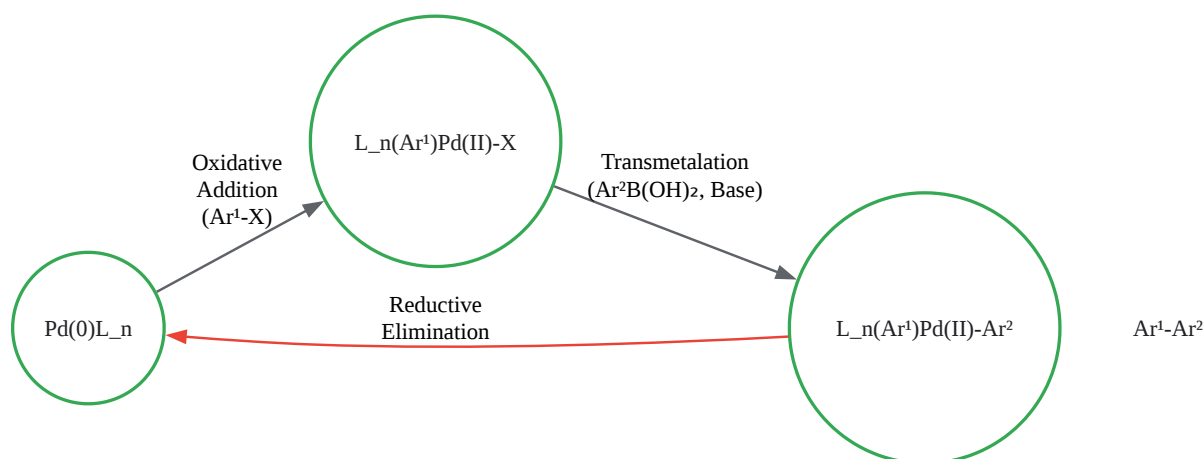 L_n(Ar¹)Pd(II)-X
Oxidative
Addition
(Ar¹-X)
Transmetalation
(Ar²B(OH)₂, Base)
Reductive
Elimination
Pd(0)L_n
L_n(Ar¹)Pd(II)-Ar²
Ar¹-Ar²